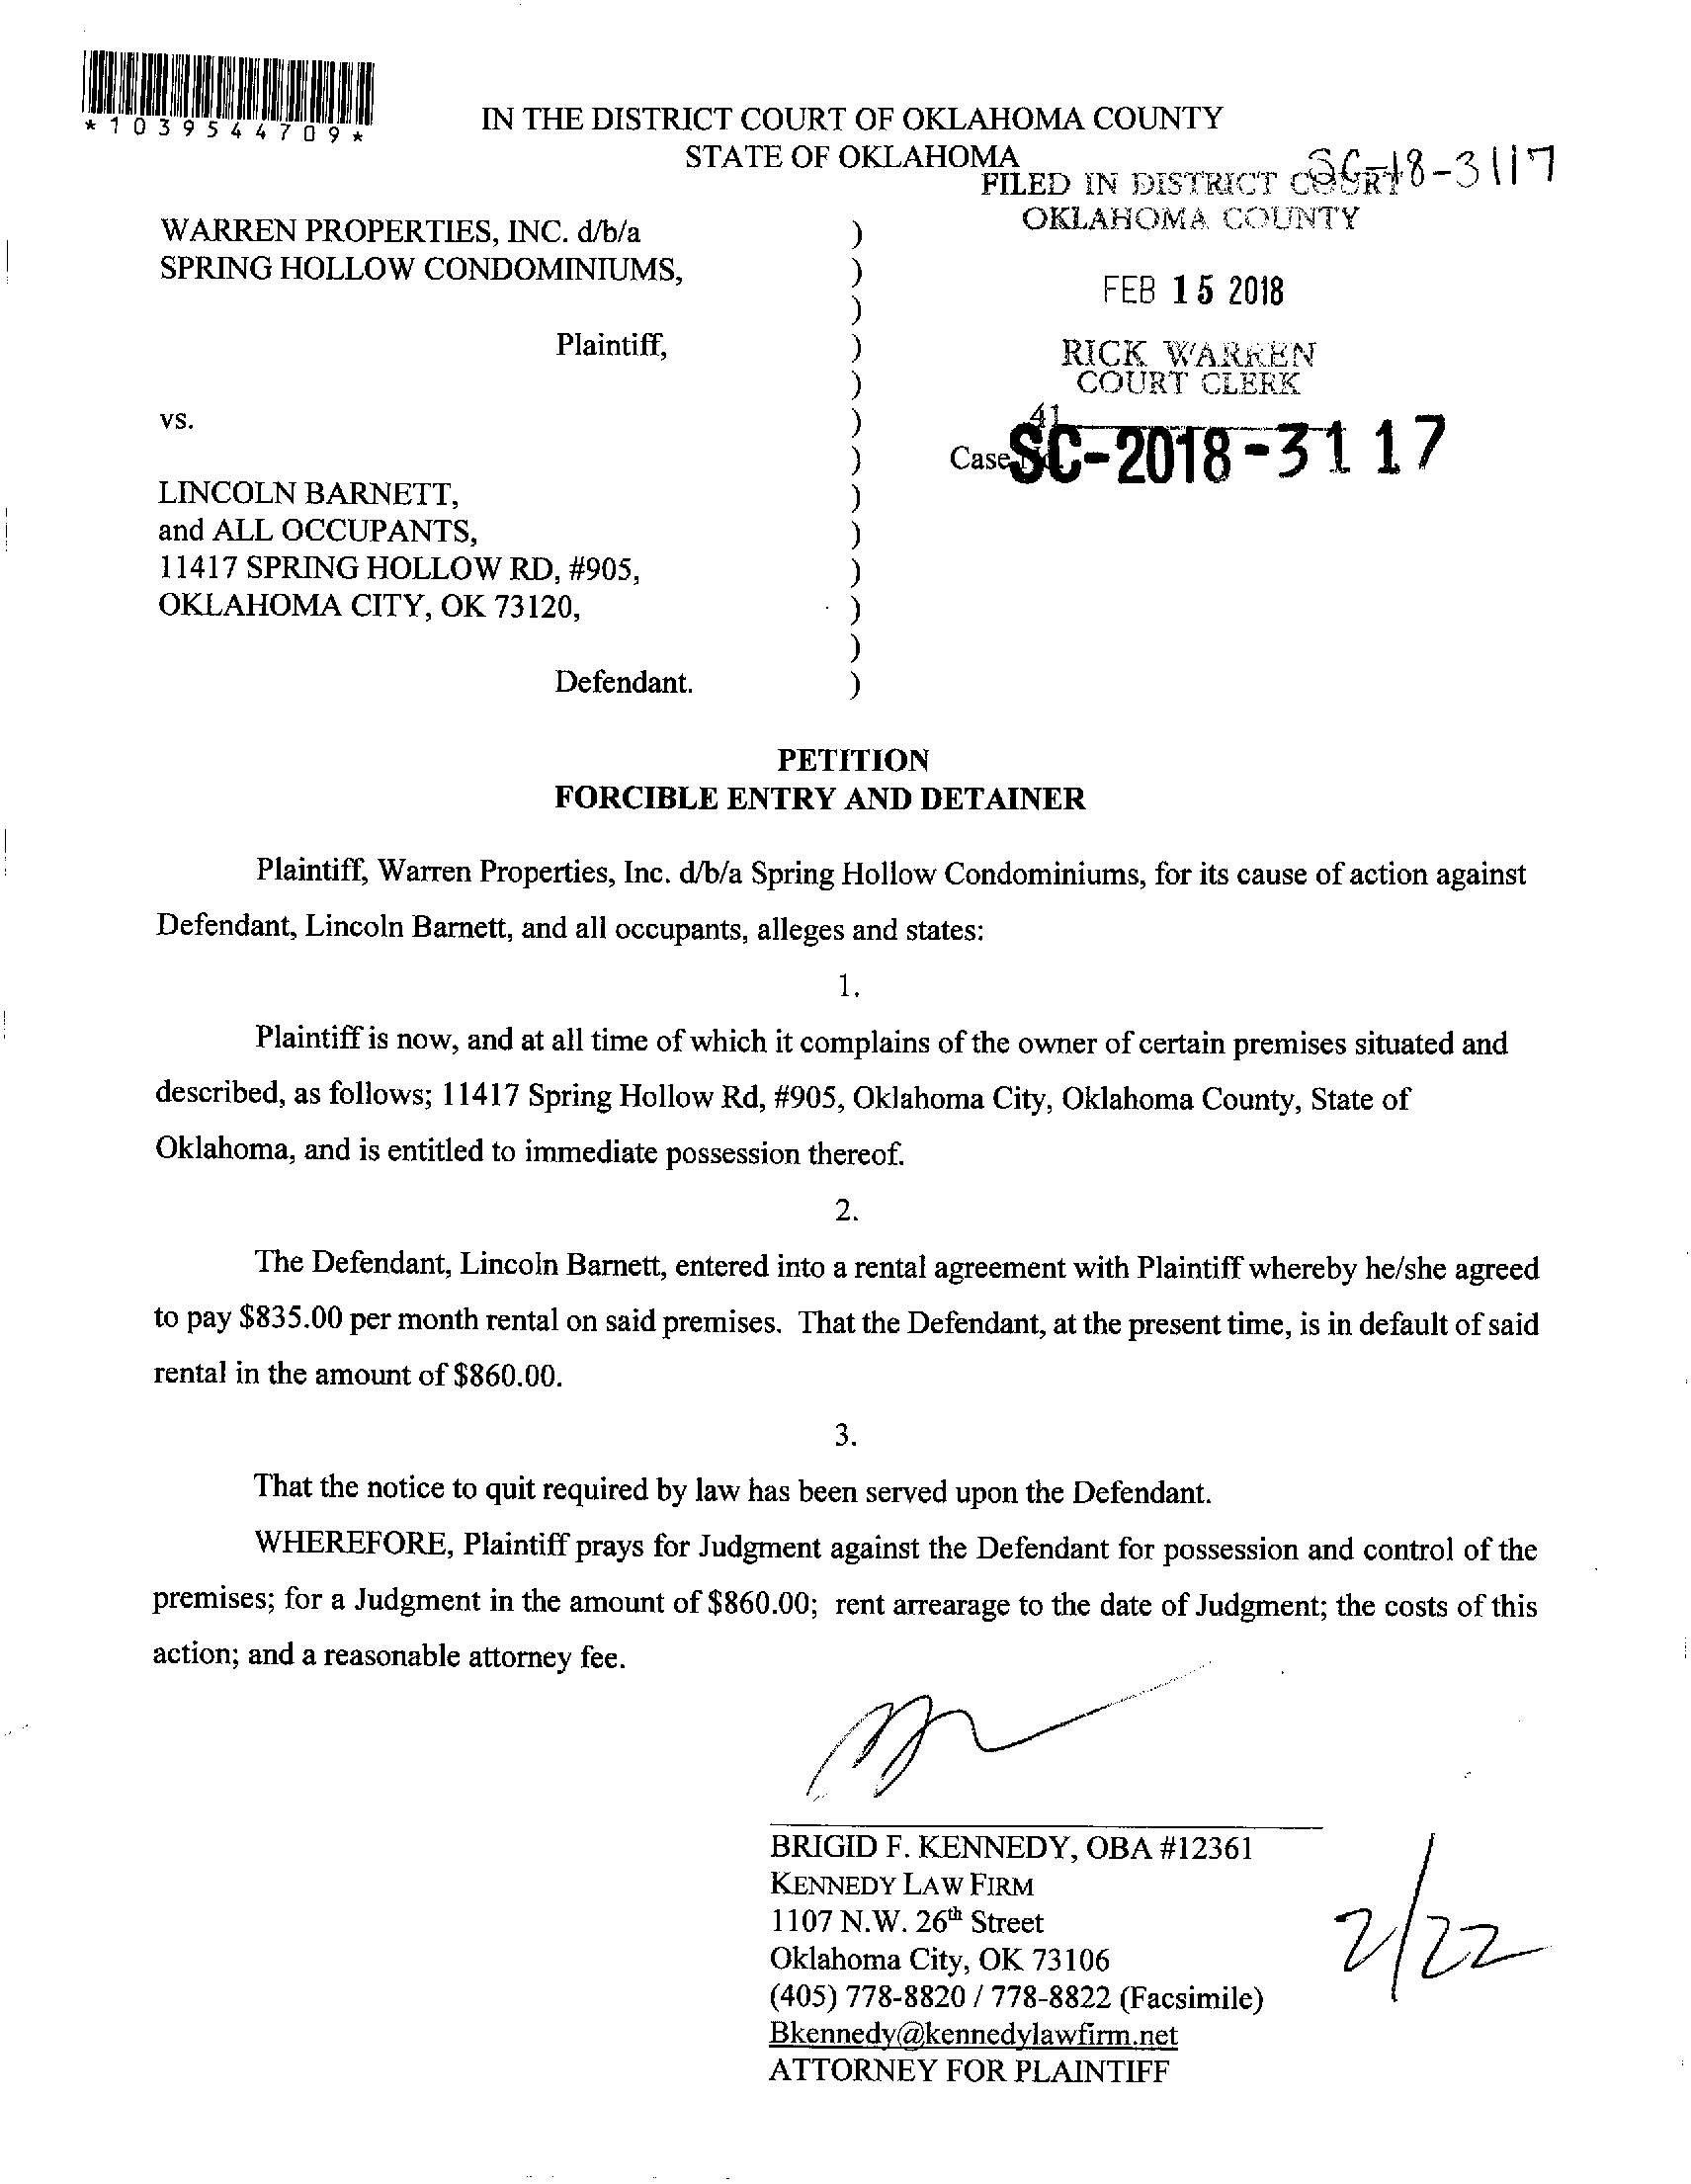 *1039544709*
IN THE DISTRICT COURT OF OKLAHOMA COUNTY
STATE OF OKLAHOMA
SC-18-3117
FILED IN DISTRICT COURT
OKLAHOMA COUNTY
FEB 15 2018
RICK WARREN
COURT CLERK
41
Case No. SC-2018-3117
WARREN PROPERTIES, INC. d/b/a )
SPRING HOLLOW CONDOMINIUMS, )
)
Plaintiff, )
)
vs. )
)
LINCOLN BARNETT, )
and ALL OCCUPANTS, )
11417 SPRING HOLLOW RD, #905, )
OKLAHOMA CITY, OK 73120, )
)
Defendant. )
PETITION
FORCIBLE ENTRY AND DETAINER
Plaintiff, Warren Properties, Inc. d/b/a Spring Hollow Condominiums, for its cause of action against
Defendant, Lincoln Barnett, and all occupants, alleges and states:
1.
Plaintiff is now, and at all time of which it complains of the owner of certain premises situated and
described, as follows; 11417 Spring Hollow Rd, #905, Oklahoma City, Oklahoma County, State of
Oklahoma, and is entitled to immediate possession thereof.
2.
The Defendant, Lincoln Barnett, entered into a rental agreement with Plaintiff whereby he/she agreed
to pay $835.00 per month rental on said premises. That the Defendant, at the present time, is in default of said
rental in the amount of $860.00.
3.
That the notice to quit required by law has been served upon the Defendant.
WHEREFORE, Plaintiff prays for Judgment against the Defendant for possession and control of the
premises; for a Judgment in the amount of $860.00; rent arrearage to the date of Judgment; the costs of this
action; and a reasonable attorney fee.
BRIGID F. KENNEDY, OBA #12361
KENNEDY LAW FIRM
1107 N.W. 26th Street
Oklahoma City, OK 73106
(405) 778-8820 / 778-8822 (Facsimile)
Bkennedy@kennedylawfirm.net
ATTORNEY FOR PLAINTIFF
2/22